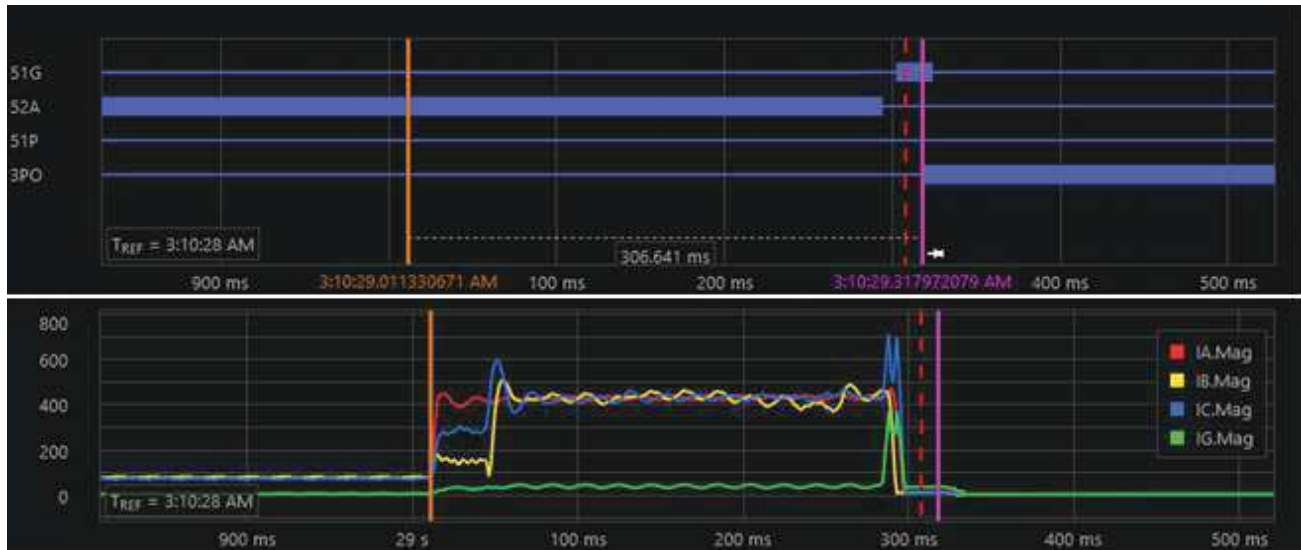 51G
52A
51P
3PO
TREF = 3:10:28 AM
306.641 ms
900 ms 3:10:29.011330671 AM 100 ms 200 ms 3:10:29.317972079 AM 400 ms 500 ms
800
600
400
200
0
IA.Mag
IB.Mag
IC.Mag
IG.Mag
TREF = 3:10:28 AM
900 ms 29 s 100 ms 200 ms 300 ms 400 ms 500 ms